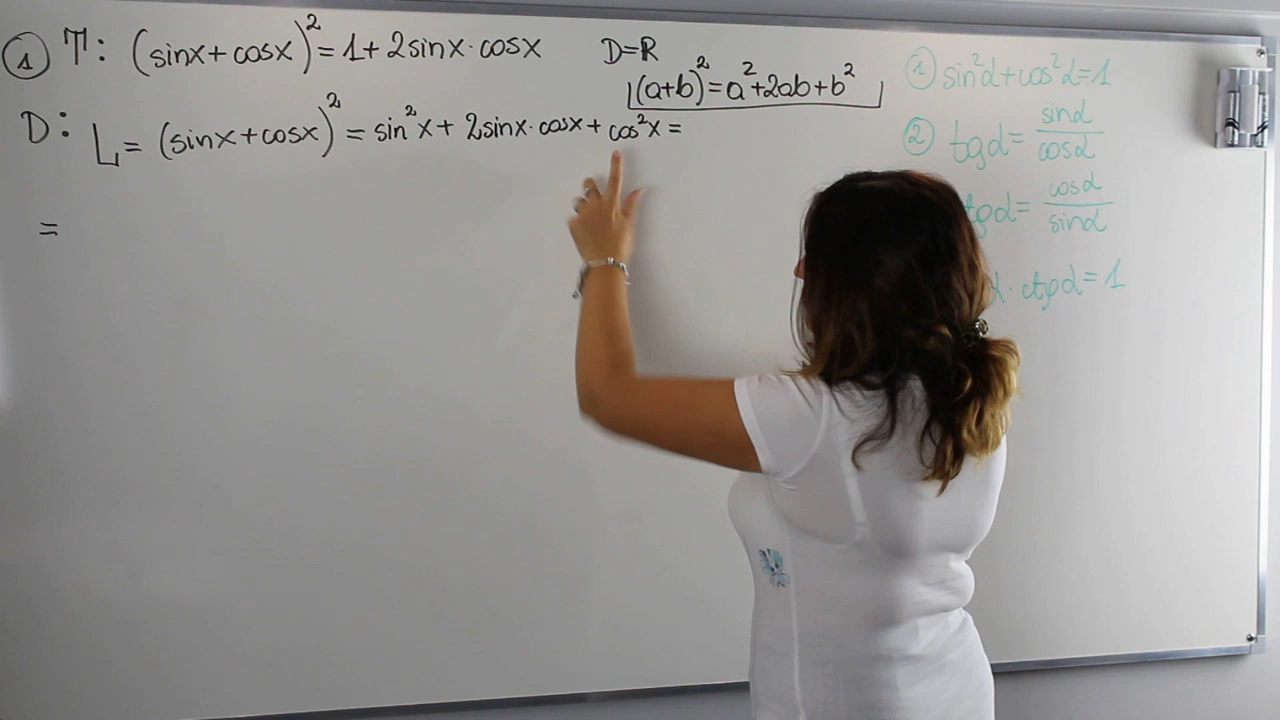 ① T: (sinx+cosx)²=1+2sinx·cosx D=R
(a+b)²=a²+2ab+b²
D: L=(sinx+cosx)²=sin²x+2sinx·cosx+cos²x=
=
① sin²α+cos²α=1
② tgα=sinα/cosα
tgα=cosα/sinα
α·ctgα=1